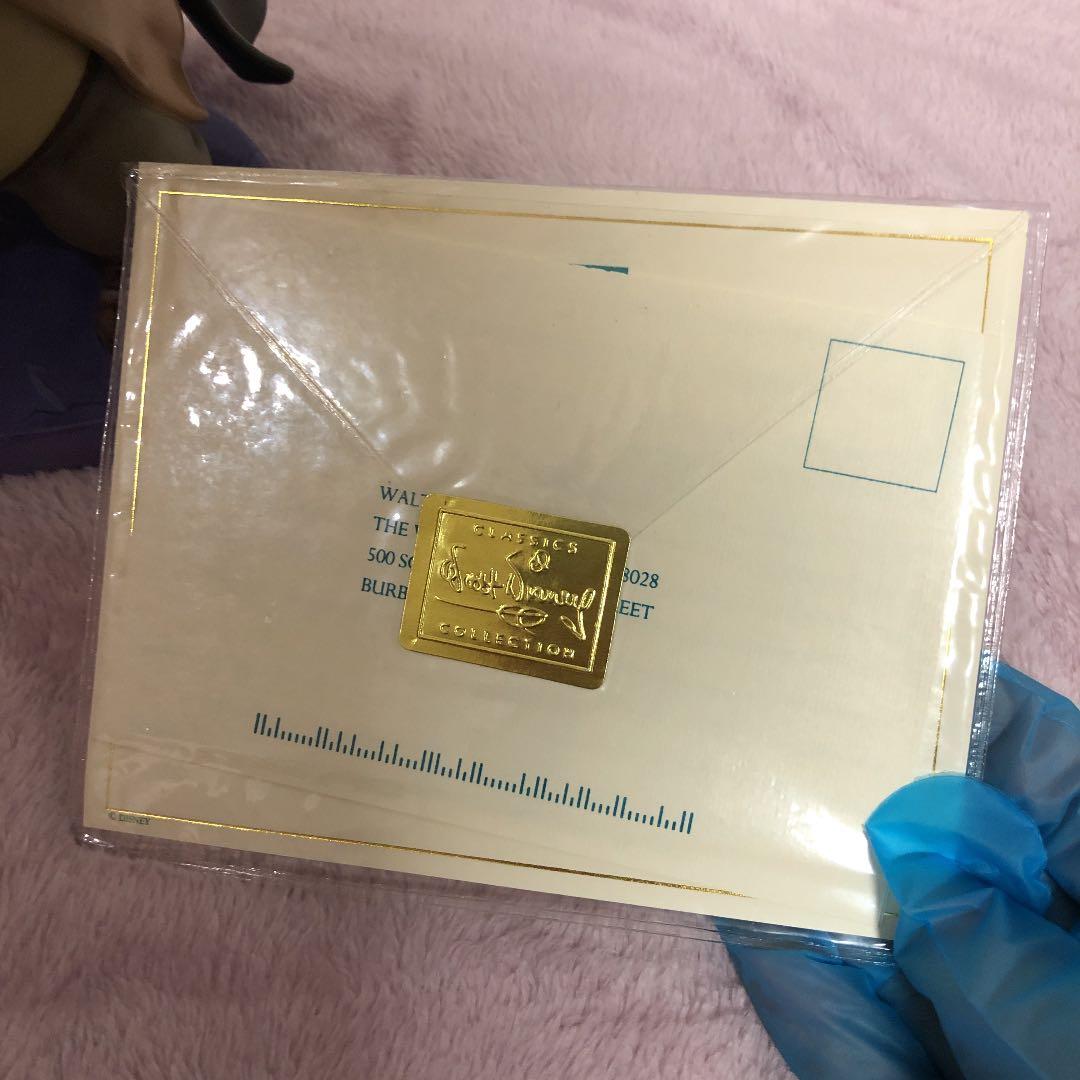 WALT
THE
500 SO
BURB
8028
EET
CLASSICS
Walt Disney
COLLECTION
© DISNEY